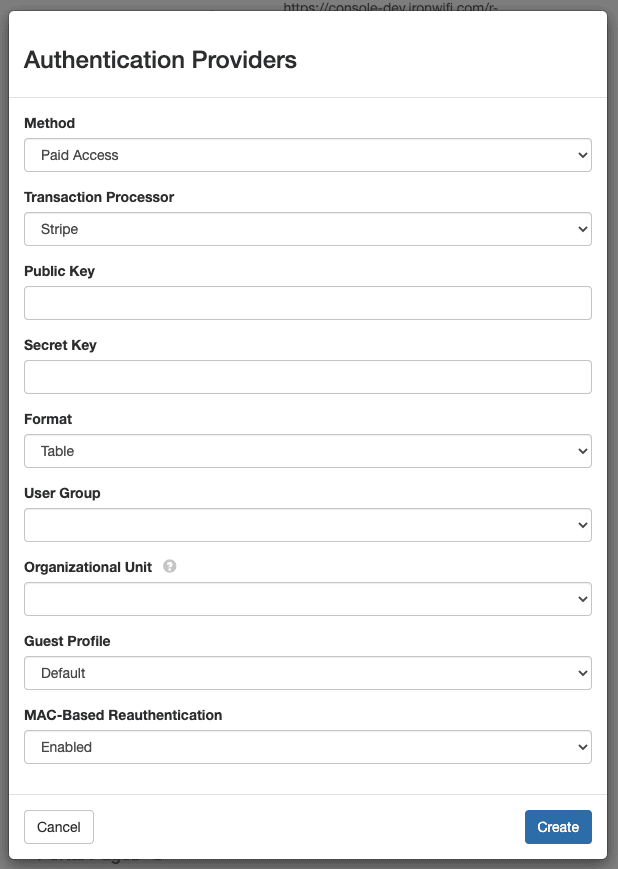 https://console-dev.ironwifi.com/r-
Authentication Providers
Method
Paid Access
Transaction Processor
Stripe
Public Key
Secret Key
Format
Table
User Group
Organizational Unit ?
Guest Profile
Default
MAC-Based Reauthentication
Enabled
Cancel
Create